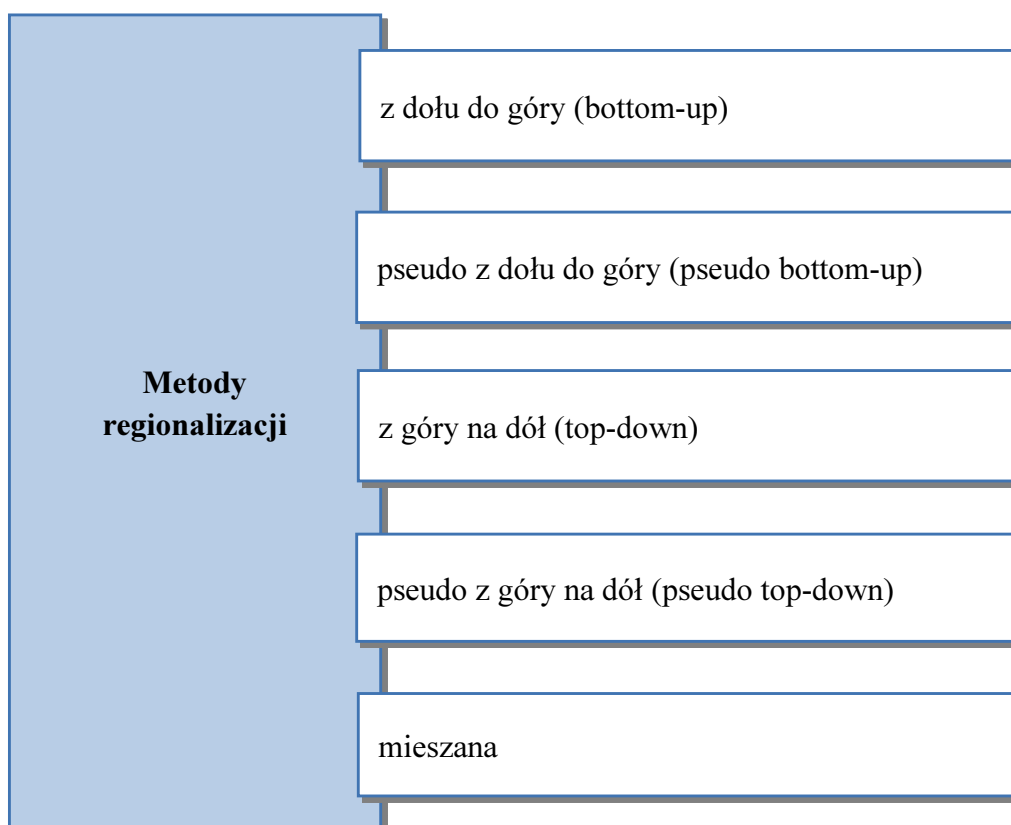 Metody
regionalizacji
z dołu do góry (bottom-up)
pseudo z dołu do góry (pseudo bottom-up)
z góry na dół (top-down)
pseudo z góry na dół (pseudo top-down)
mieszana